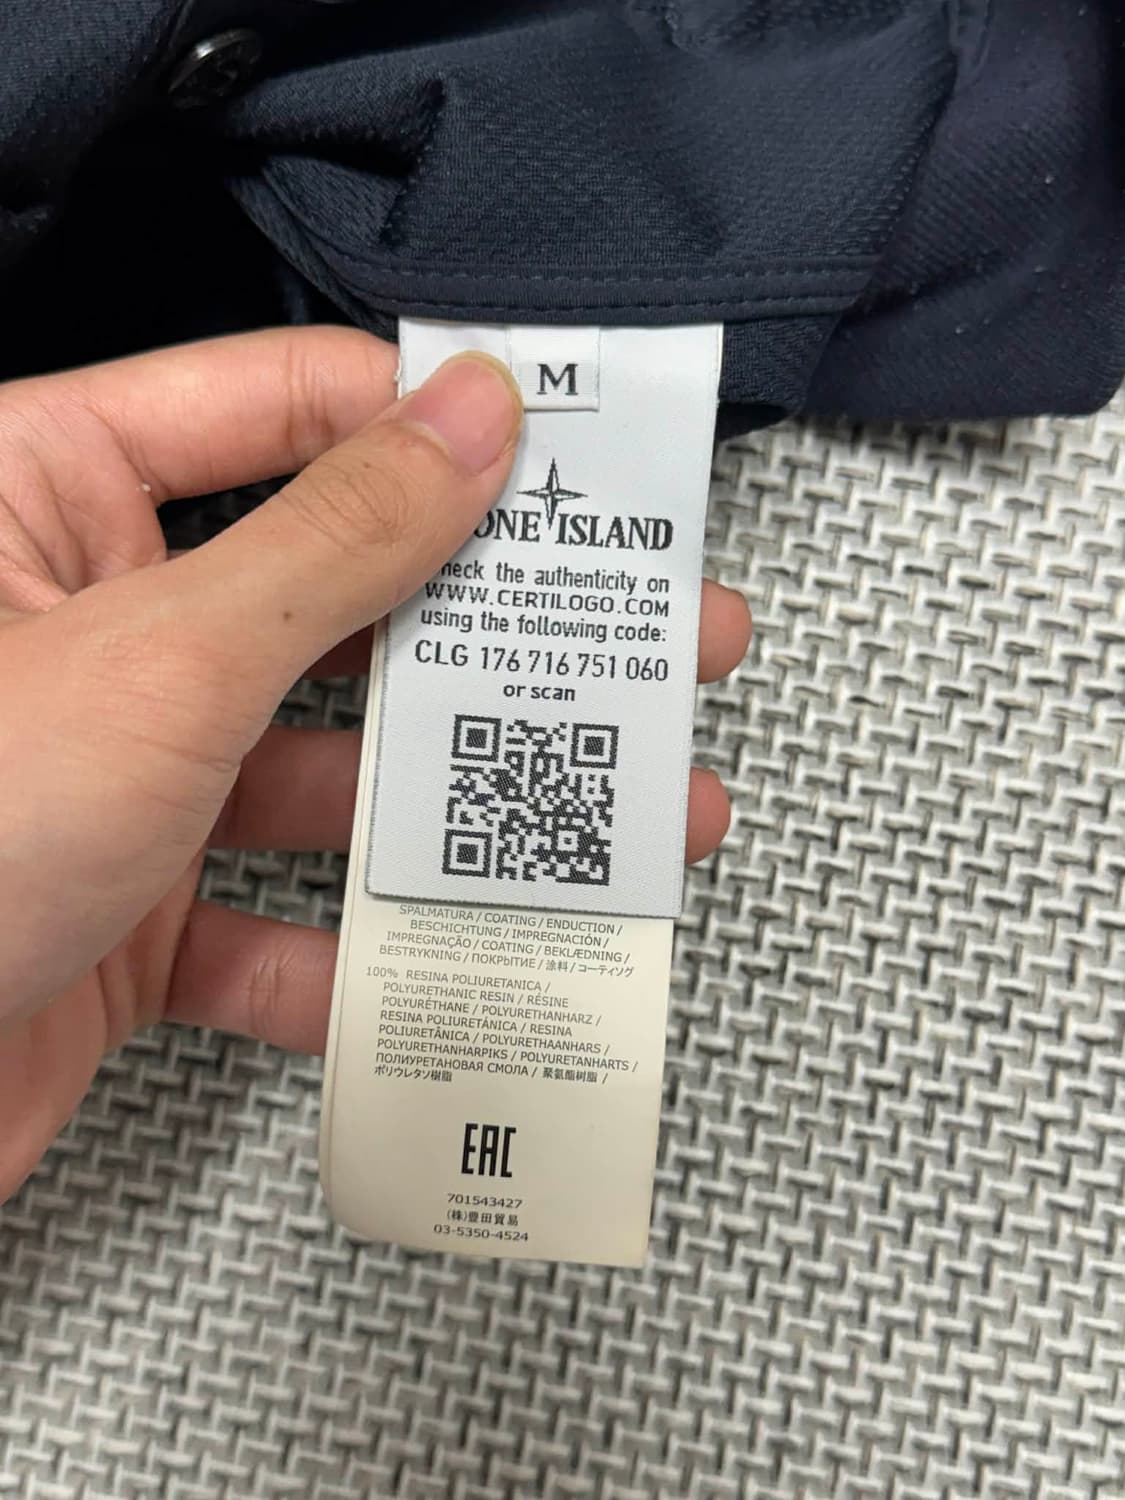 M
ONE ISLAND
heck the authenticity on
WWW.CERTILOGO.COM
using the following code:
CLG 176 716 751 060
or scan
SPALMATURA / COATING / ENDUCTION /
BESCHICHTUNG / IMPREGNACIÓN /
IMPREGNAÇÃO / COATING / BEKLÆDNING /
BESTRYKNING / ПОКРЫТИЕ / 涂料 / コーティング
100% RESINA POLIURETANICA /
POLYURETHANIC RESIN / RÉSINE
POLYURÉTHANE / POLYURETHANHARZ /
RESINA POLIURETÁNICA / RESINA
POLIURETÂNICA / POLYURETHAANHARS /
POLYURETHANHARPIKS / POLYURETANHARTS /
ПОЛИУРЕТАНОВАЯ СМОЛА / 聚氨酯树脂 /
ポリウレタン樹脂
EAC
701543427
(株)豊田貿易
03-5350-4524